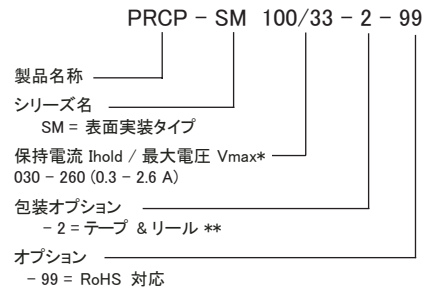 PRCP - SM 100/33 - 2 - 99
製品名称
シリーズ名
SM = 表面実装タイプ
保持電流 Ihold / 最大電圧 Vmax*
030 - 260 (0.3 - 2.6 A)
包装オプション
- 2 = テープ & リール **
オプション
- 99 = RoHS 対応